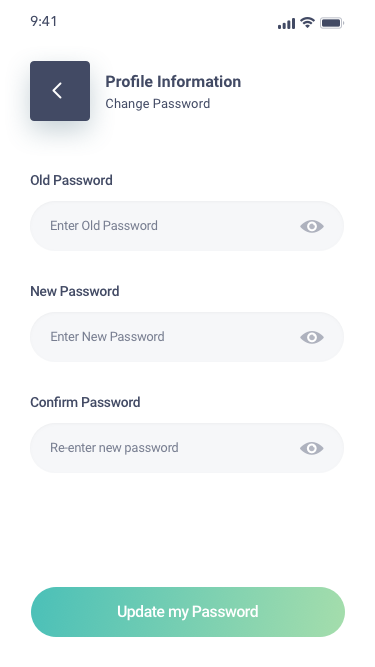 9:41
Profile Information
Change Password
Old Password
Enter Old Password
New Password
Enter New Password
Confirm Password
Re-enter new password
Update my Password